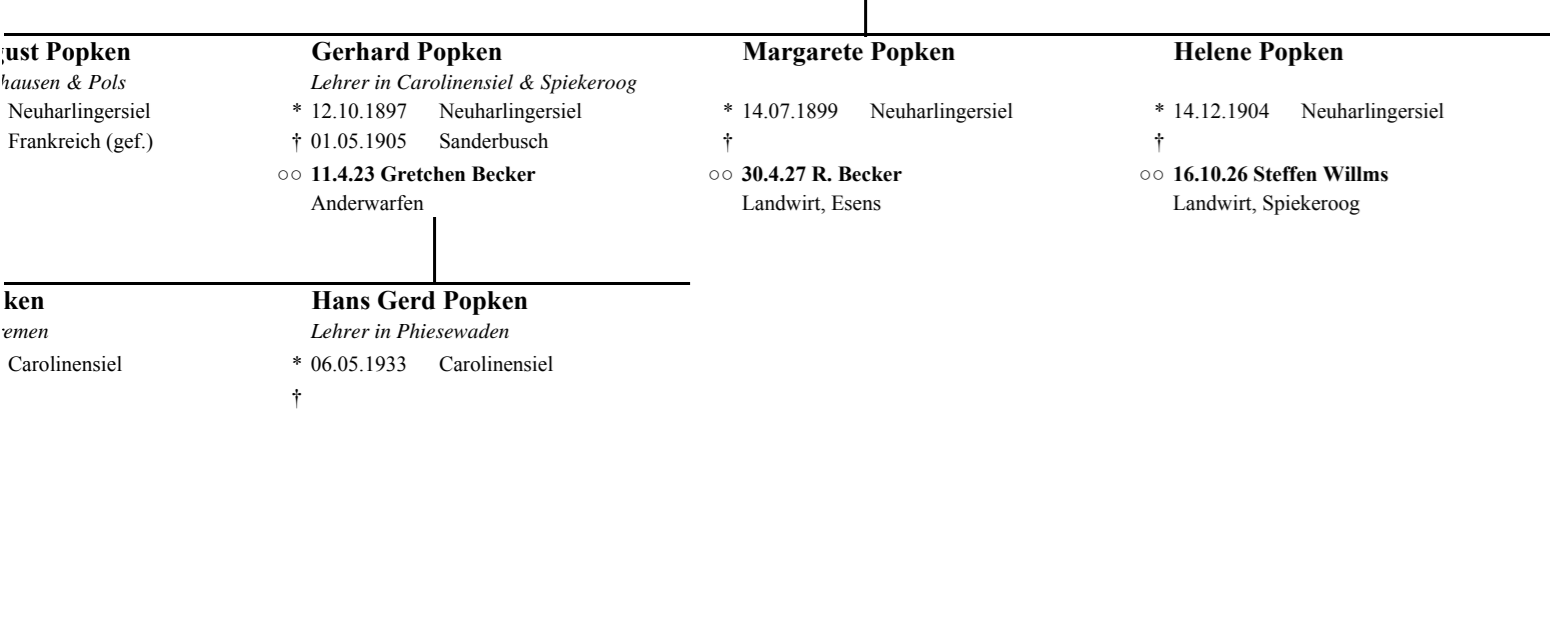 ust Popken
hausen & Pols
Neuharlingersiel
Frankreich (gef.)
Gerhard Popken
Lehrer in Carolinensiel & Spiekeroog
* 12.10.1897 Neuharlingersiel
† 01.05.1905 Sanderbusch
○○ 11.4.23 Gretchen Becker
Anderwarfen
Margarete Popken
* 14.07.1899 Neuharlingersiel
†
○○ 30.4.27 R. Becker
Landwirt, Esens
Helene Popken
* 14.12.1904 Neuharlingersiel
†
○○ 16.10.26 Steffen Willms
Landwirt, Spiekeroog
ken
emen
Carolinensiel
Hans Gerd Popken
Lehrer in Phiesewaden
* 06.05.1933 Carolinensiel
†